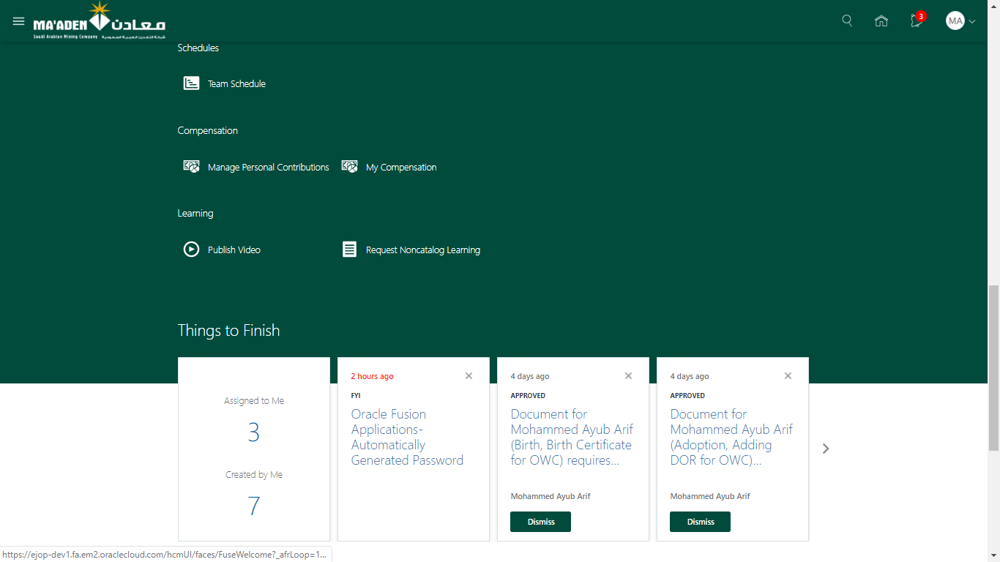 MA'ADEN معادن
Saudi Arabian Mining Company شركة التعدين العربية السعودية
3
MA
Schedules
Team Schedule
Compensation
Manage Personal Contributions My Compensation
Learning
Publish Video Request Noncatalog Learning
Things to Finish
Assigned to Me
3
Created by Me
7
2 hours ago
FYI
Oracle Fusion
Applications-
Automatically
Generated Password
4 days ago
APPROVED
Document for
Mohammed Ayub Arif
(Birth, Birth Certificate
for OWC) requires...
Mohammed Ayub Arif
Dismiss
4 days ago
APPROVED
Document for
Mohammed Ayub Arif
(Adoption, Adding
DOR for OWC)...
Mohammed Ayub Arif
Dismiss
https://ejop-dev1.fa.em2.oraclecloud.com/hcmUI/faces/FuseWelcome?_afrLoop=1...